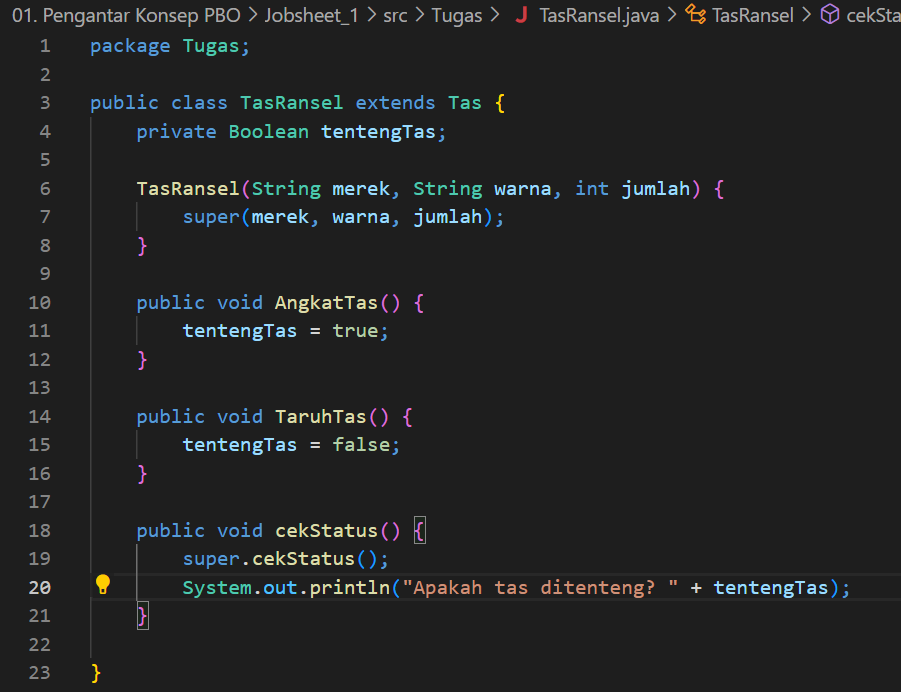 01. Pengantar Konsep PBO > Jobsheet_1 > src > Tugas > J TasRansel.java > TasRansel > cekSta
1 package Tugas;
2
3 public class TasRansel extends Tas {
4     private Boolean tentengTas;
5
6     TasRansel(String merek, String warna, int jumlah) {
7         super(merek, warna, jumlah);
8     }
9
10     public void AngkatTas() {
11         tentengTas = true;
12     }
13
14     public void TaruhTas() {
15         tentengTas = false;
16     }
17
18     public void cekStatus() {
19         super.cekStatus();
20         System.out.println("Apakah tas ditenteng? " + tentengTas);
21     }
22
23 }